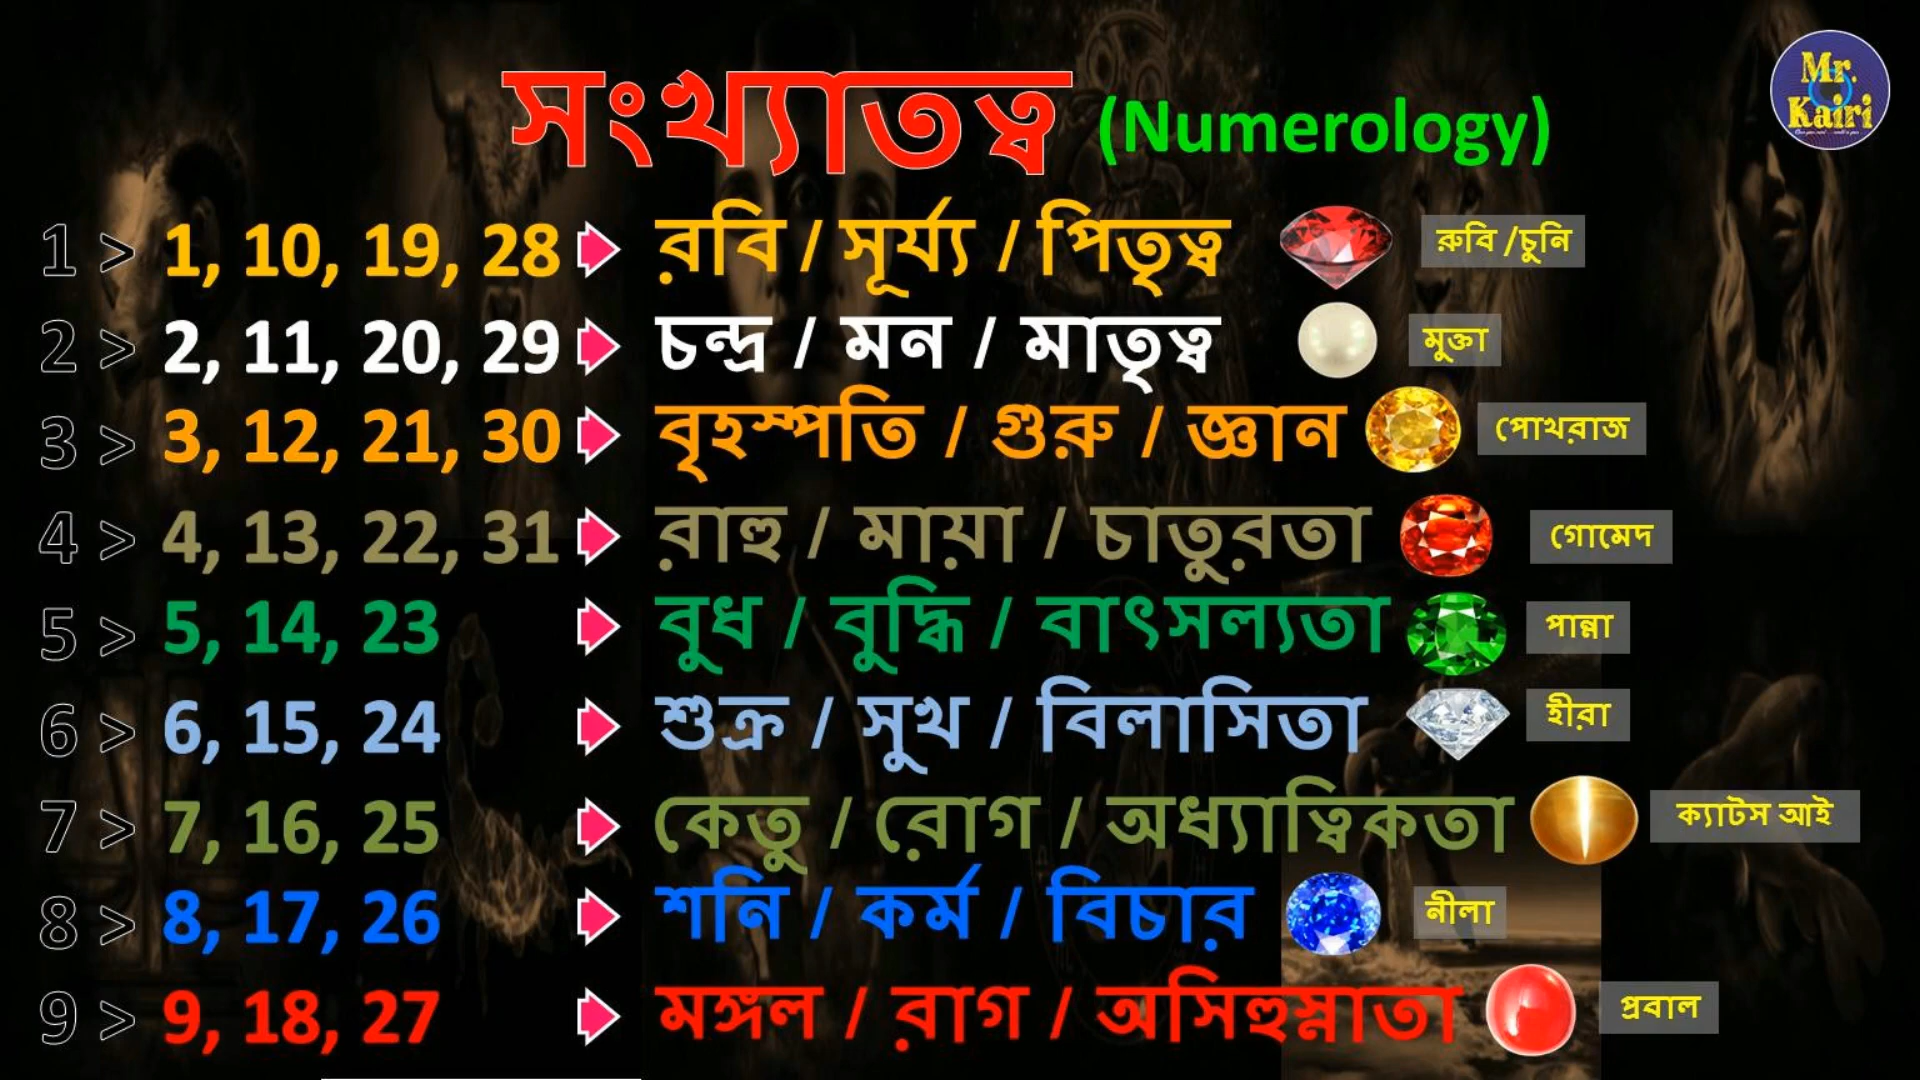 সংখ্যাতত্ব (Numerology)
Mr. Kairi
1 > 1, 10, 19, 28 রবি / সূর্য্য / পিতৃত্ব রুবি /চুনি
2 > 2, 11, 20, 29 চন্দ্র / মন / মাতৃত্ব মুক্তা
3 > 3, 12, 21, 30 বৃহস্পতি / গুরু / জ্ঞান পোখরাজ
4 > 4, 13, 22, 31 রাহু / মায়া / চাতুরতা গোমেদ
5 > 5, 14, 23 বুধ / বুদ্ধি / বাৎসল্যতা পান্না
6 > 6, 15, 24 শুক্র / সুখ / বিলাসিতা হীরা
7 > 7, 16, 25 কেতু / রোগ / অধ্যাত্বিকতা ক্যাটস আই
8 > 8, 17, 26 শনি / কর্ম / বিচার নীলা
9 > 9, 18, 27 মঙ্গল / রাগ / অসিহুস্নাতা প্রবাল